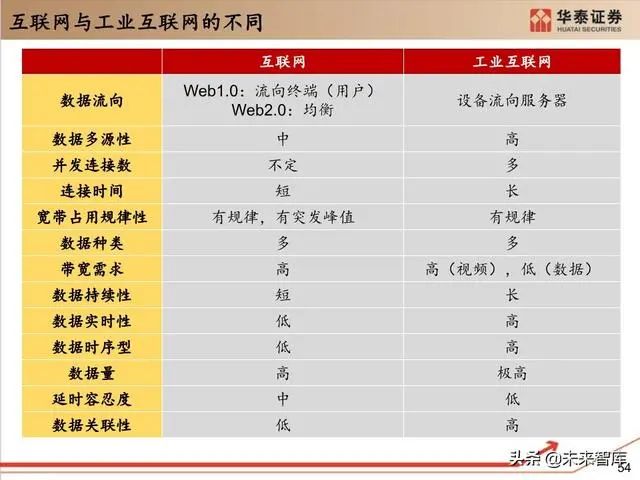 互联网与工业互联网的不同
华泰证券
HUATAI SECURITIES
互联网 工业互联网
数据流向 Web1.0：流向终端（用户） Web2.0：均衡 设备流向服务器
数据多源性 中 高
并发连接数 不定 多
连接时间 短 长
宽带占用规律性 有规律，有突发峰值 有规律
数据种类 多 多
带宽需求 高 高（视频），低（数据）
数据持续性 短 长
数据实时性 低 高
数据时序型 低 高
数据量 高 极高
延时容忍度 中 低
数据关联性 低 高
头条 @未来智库
54